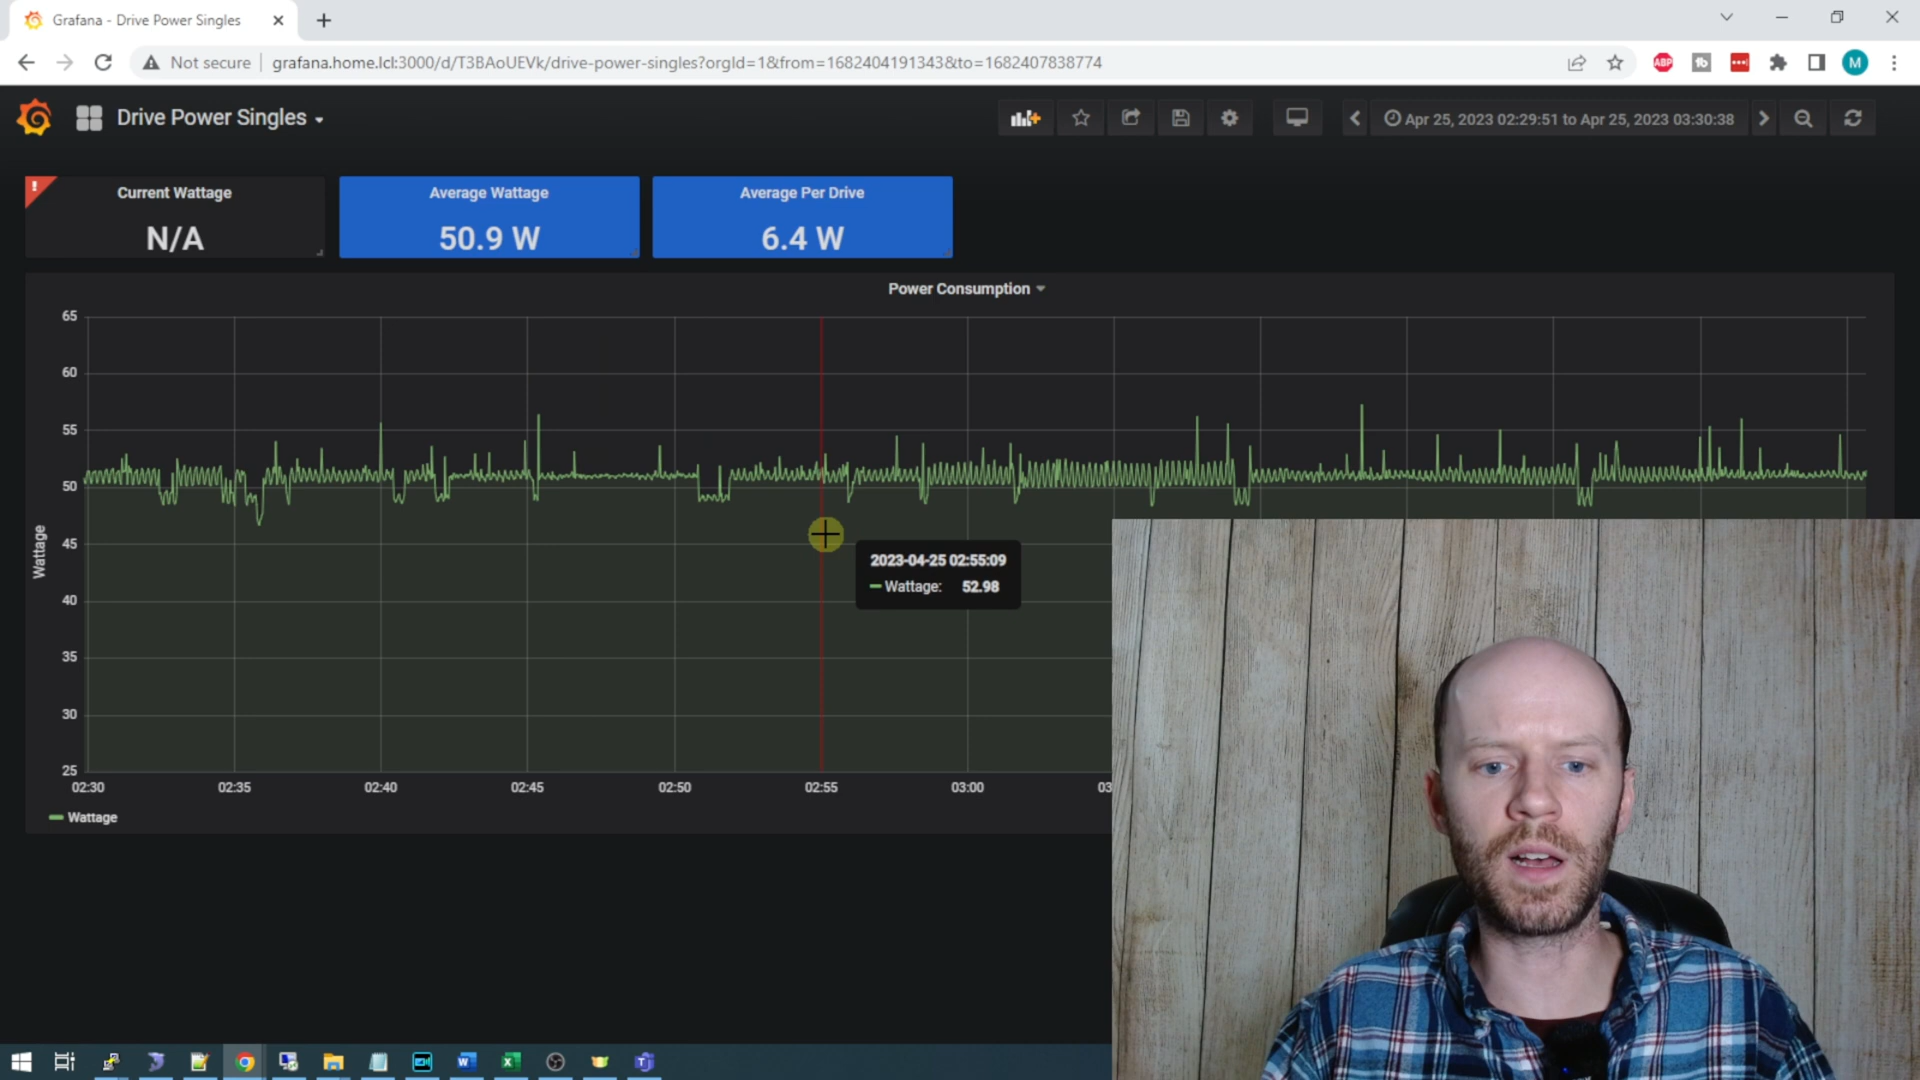 Grafana - Drive Power Singles
Not secure
grafana.home.lcl:3000/d/T3BAoUEVk/drive-power-singles?orgId=1&from=1682404191343&to=1682407838774
ABP
M
Drive Power Singles
Apr 25, 2023 02:29:51 to Apr 25, 2023 03:30:38
!
Current Wattage
N/A
Average Wattage
50.9 W
Average Per Drive
6.4 W
Power Consumption
65
60
55
50
45
40
35
30
25
Wattage
2023-04-25 02:55:09
Wattage: 52.98
02:30
02:35
02:40
02:45
02:50
02:55
03:00
03
Wattage